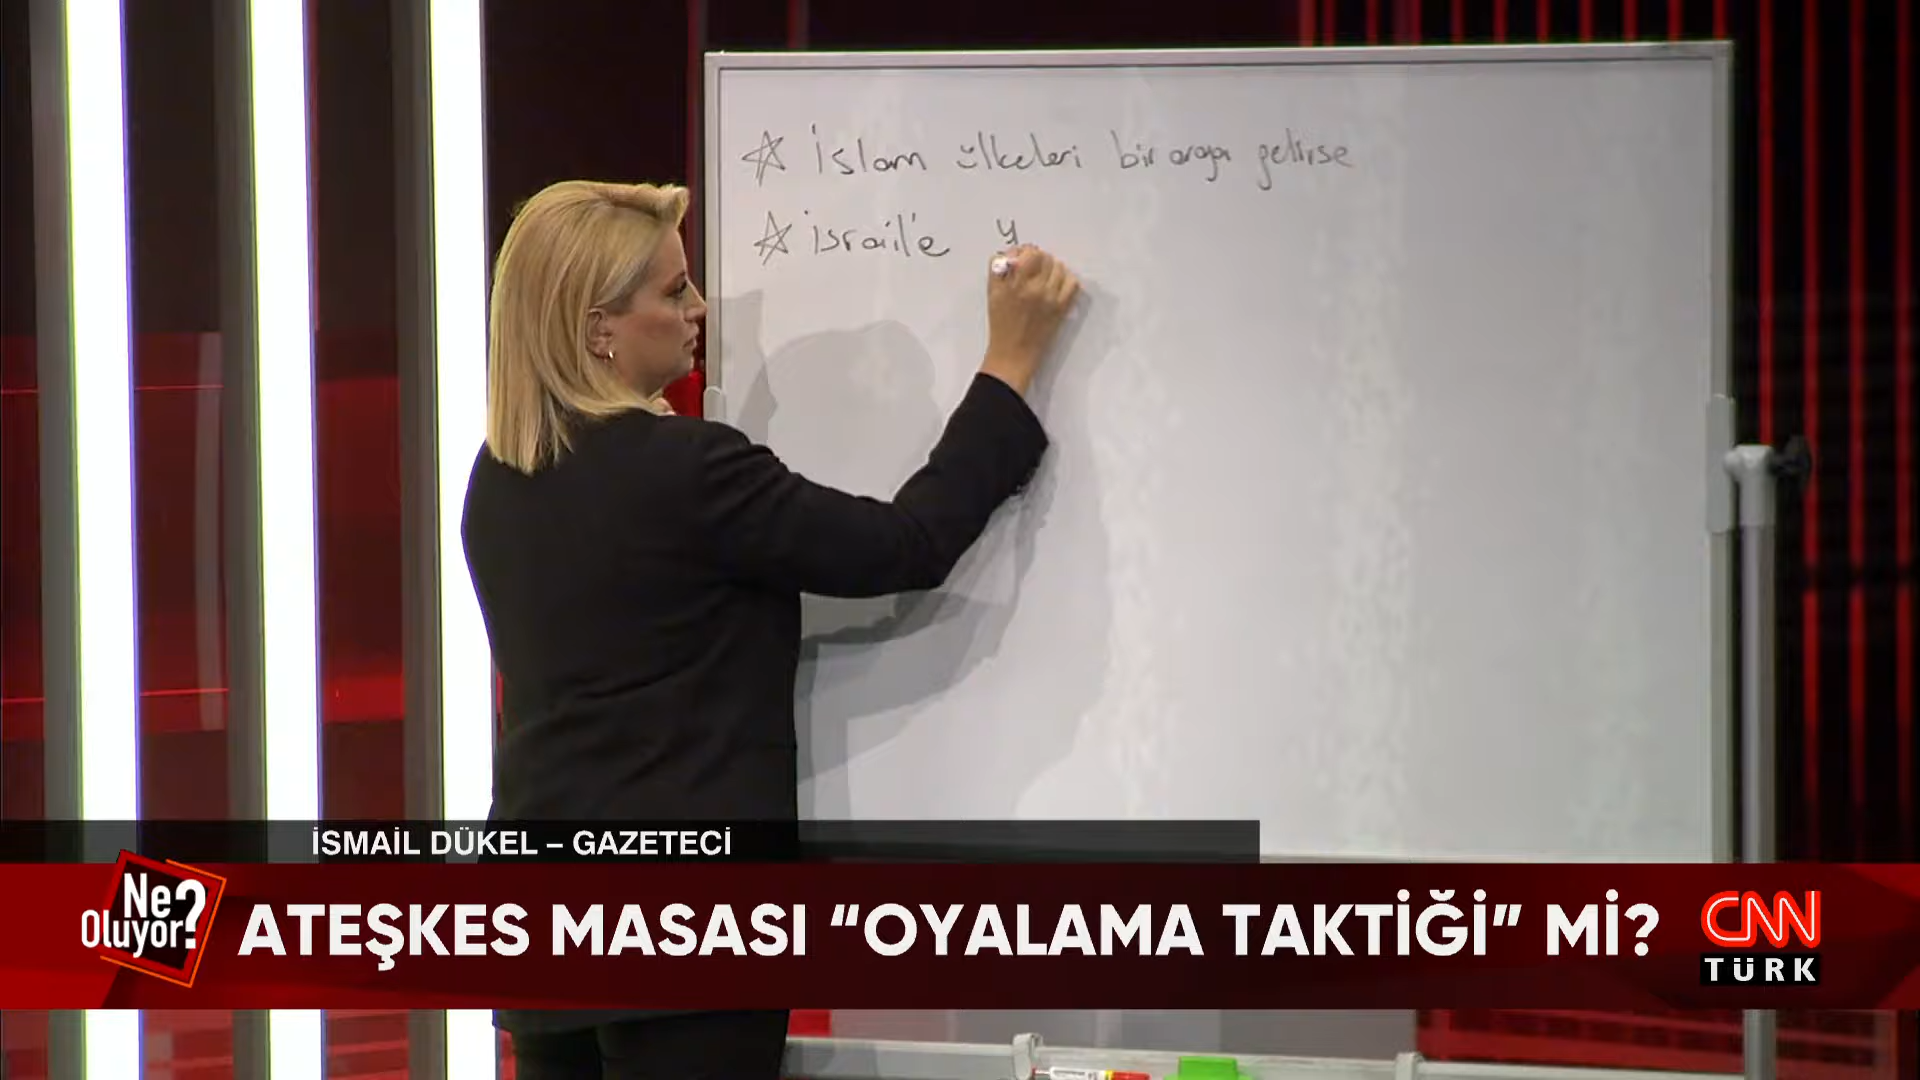 ☆ İslam ülkeleri bir araya gelirse
☆ İsrail'e y
İSMAİL DÜKEL – GAZETECİ
Ne Oluyor?
ATEŞKES MASASI “OYALAMA TAKTİĞİ” Mİ?
CNN
TÜRK